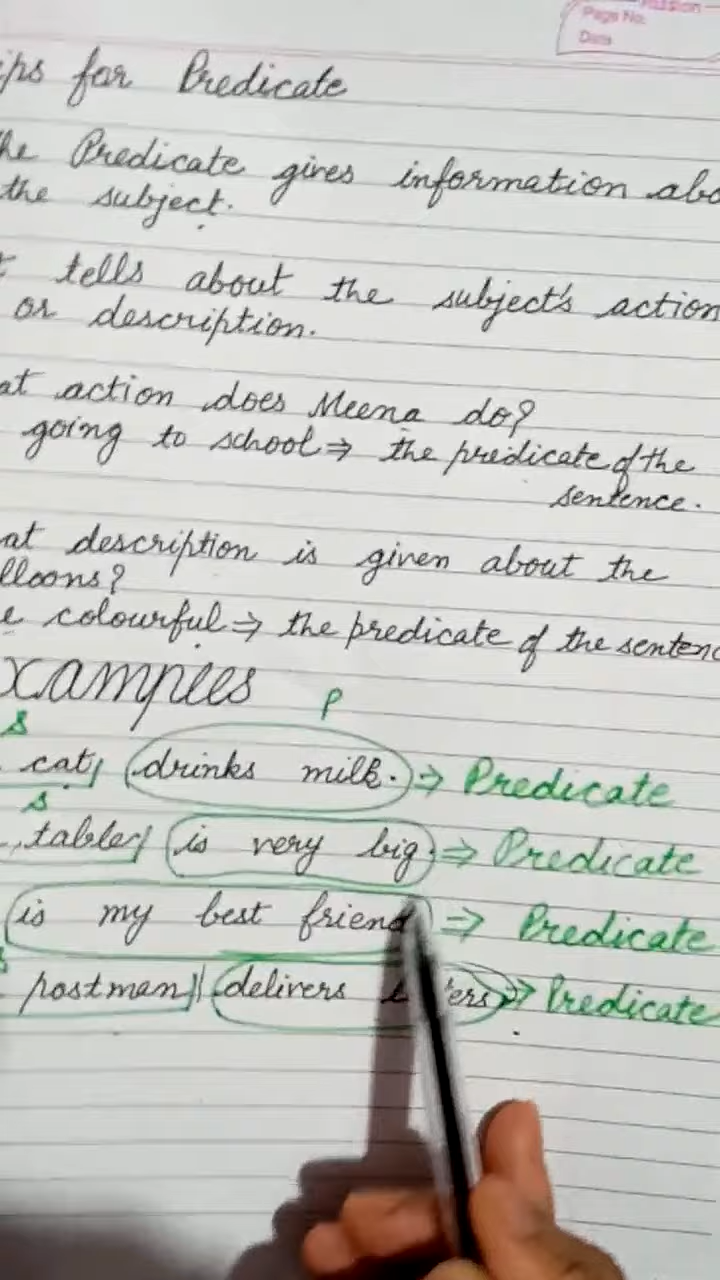 Page No.
Date
ips for Predicate
he Predicate gives information abo
the subject.
t tells about the subject's action
or description.
at action does Meena do?
going to school ⇒ the predicate of the
sentence.
at description is given about the
lloons?
e colourful ⇒ the predicate of the sentenc
xamples
S P
cat drinks milk. ⇒ Predicate
S
table is very big. ⇒ Predicate
is my best friend ⇒ Predicate
s
postman delivers ers ⇒ Predicate